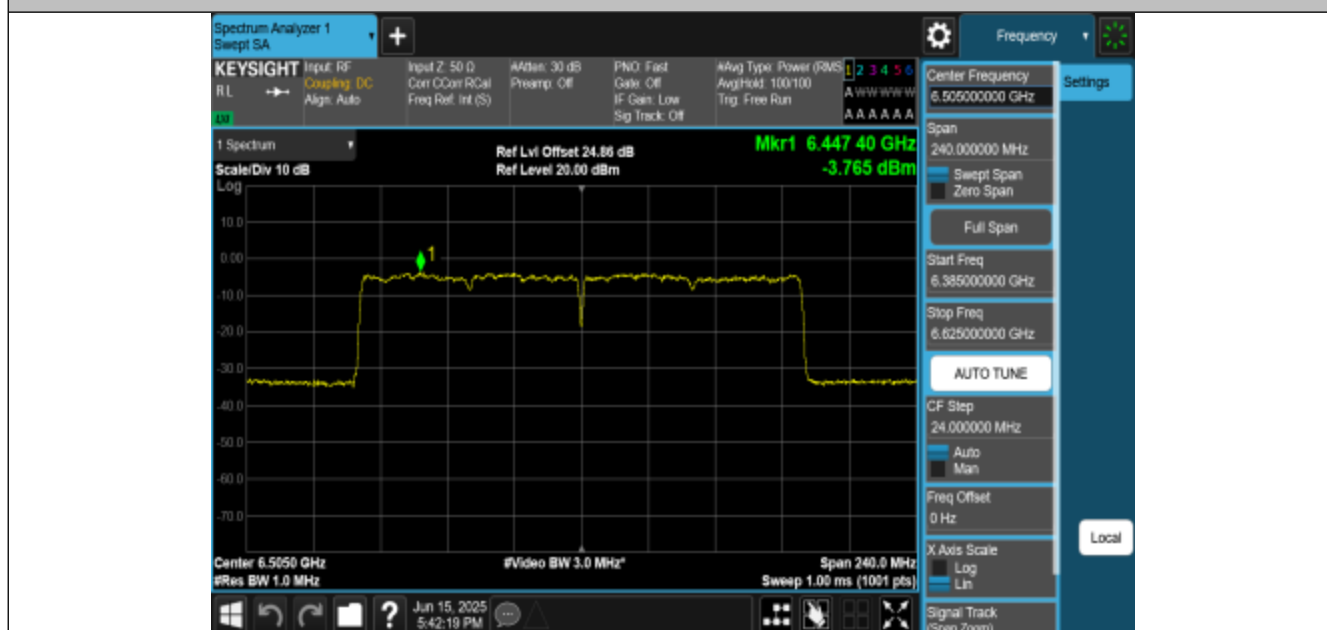 Spectrum Analyzer 1
Swept SA
+
Frequency
KEYSIGHT
RL
Input: RF
Coupling: DC
Align: Auto
Input Z: 50 Ω
Corr CCorr RCal
Freq Ref: Int (S)
#Atten: 30 dB
Preamp: Off
PNO: Fast
Gate: Off
IF Gain: Low
Sig Track: Off
#Avg Type: Power (RMS
Avg|Hold: 100/100
Trig: Free Run
1 2 3 4 5 6
A W W W W W
A A A A A A
1 Spectrum
Scale/Div 10 dB
Log
Ref Lvl Offset 24.86 dB
Ref Level 20.00 dBm
Mkr1 6.447 40 GHz
-3.765 dBm
10.0
0.00
-10.0
-20.0
-30.0
-40.0
-50.0
-60.0
-70.0
1
Center 6.5050 GHz
#Res BW 1.0 MHz
#Video BW 3.0 MHz*
Span 240.0 MHz
Sweep 1.00 ms (1001 pts)
Center Frequency
6.505000000 GHz
Span
240.000000 MHz
Swept Span
Zero Span
Full Span
Start Freq
6.385000000 GHz
Stop Freq
6.625000000 GHz
AUTO TUNE
CF Step
24.000000 MHz
Auto
Man
Freq Offset
0 Hz
X Axis Scale
Log
Lin
Signal Track
(Span Zoom)
Settings
Local
?
Jun 15, 2025
5:42:19 PM